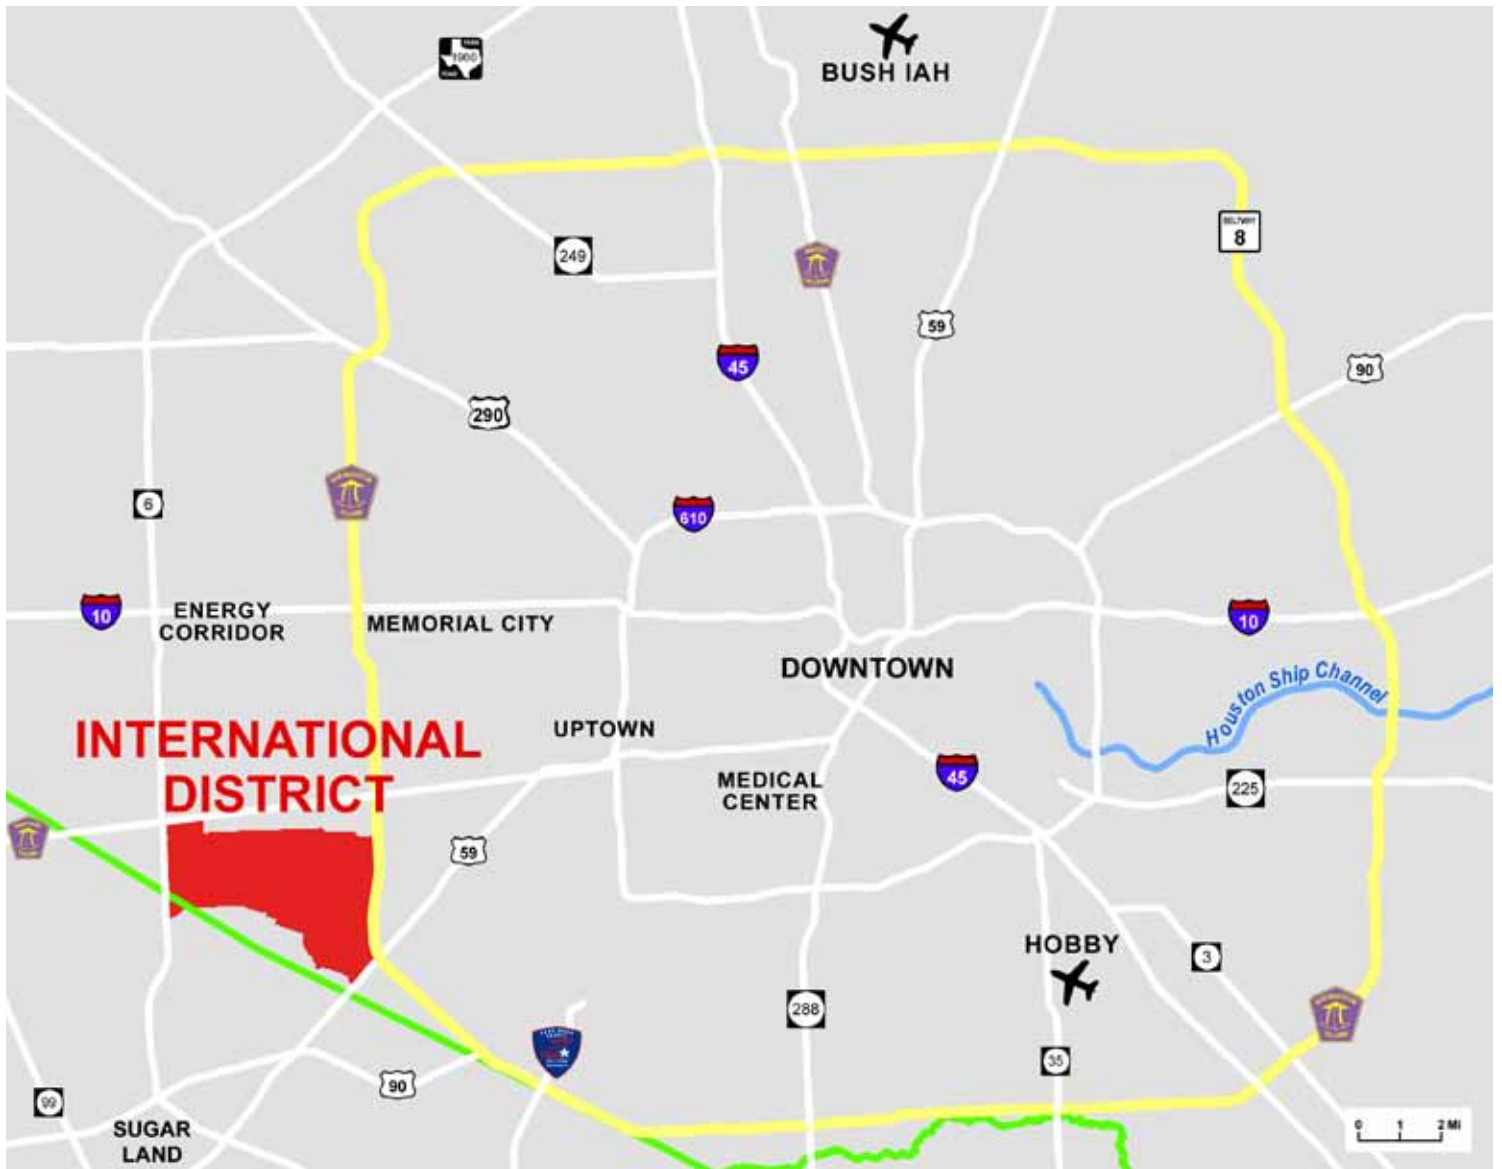 1960
BUSH IAH
BELTWAY
8
249
59
45
90
290
6
610
10
ENERGY
CORRIDOR
MEMORIAL CITY
10
DOWNTOWN
Houston Ship Channel
INTERNATIONAL
DISTRICT
UPTOWN
MEDICAL
CENTER
45
225
59
HOBBY
3
288
35
90
99
SUGAR
LAND
0 1 2 Mi